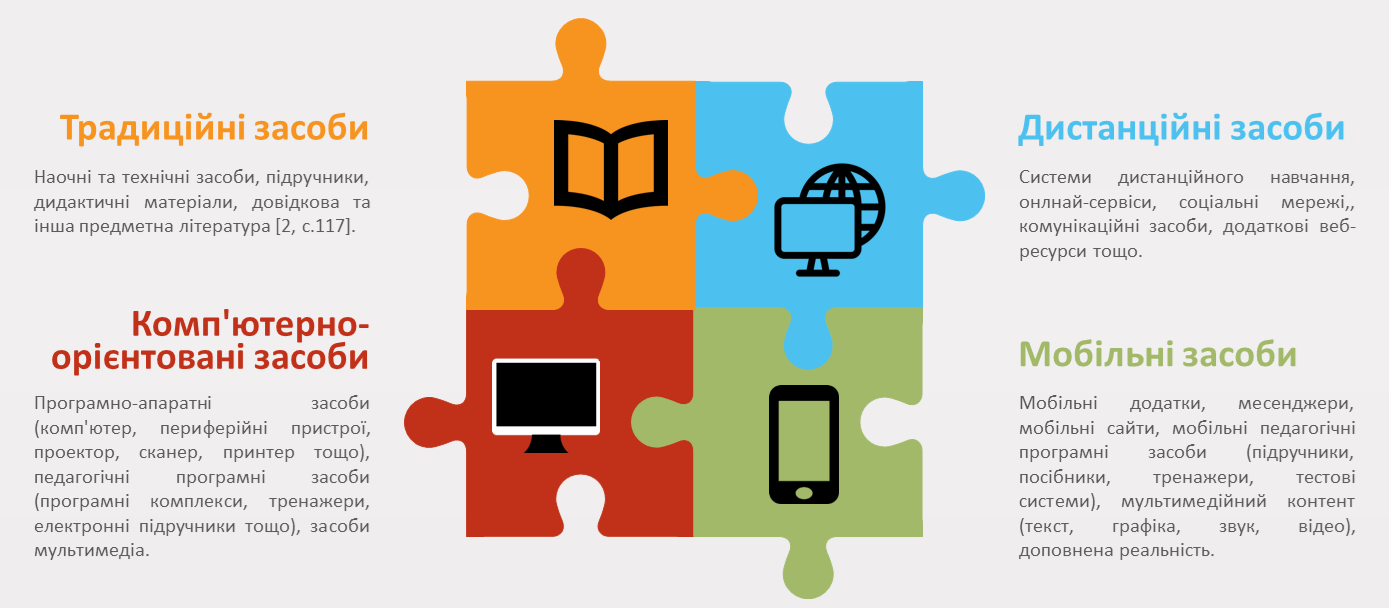 Традиційні засоби
Наочні та технічні засоби, підручники,
дидактичні матеріали, довідкова та
інша предметна література [2, с.117].
Дистанційні засоби
Системи дистанційного навчання,
онлнай-сервіси, соціальні мережі,,
комунікаційні засоби, додаткові веб-
ресурси тощо.
Комп'ютерно-
орієнтовані засоби
Програмно-апаратні засоби
(комп'ютер, периферійні пристрої,
проектор, сканер, принтер тощо),
педагогічні програмні засоби
(програмні комплекси, тренажери,
електронні підручники тощо), засоби
мультимедіа.
Мобільні засоби
Мобільні додатки, месенджери,
мобільні сайти, мобільні педагогічні
програмні засоби (підручники,
посібники, тренажери, тестові
системи), мультимедійний контент
(текст, графіка, звук, відео),
доповнена реальність.